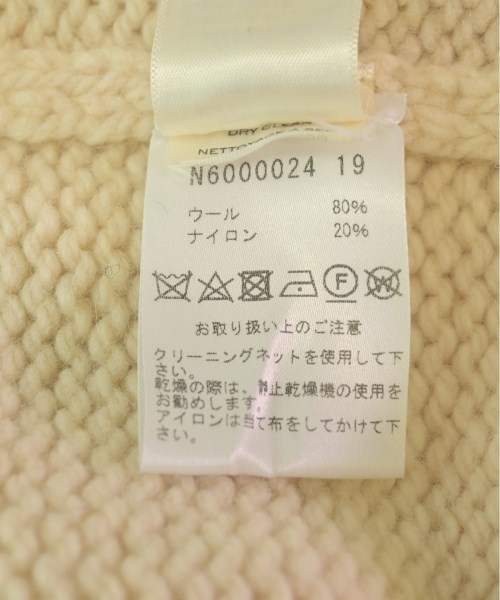 DRY CLEAN
N6000024 19
ウール 80%
ナイロン 20%
F W
お取り扱い上のご注意
クリーニングネットを使用して下
さい。
乾燥の際は、静止乾燥機の使用を
お勧めします。
アイロンは当て布をしてかけて下
さい。